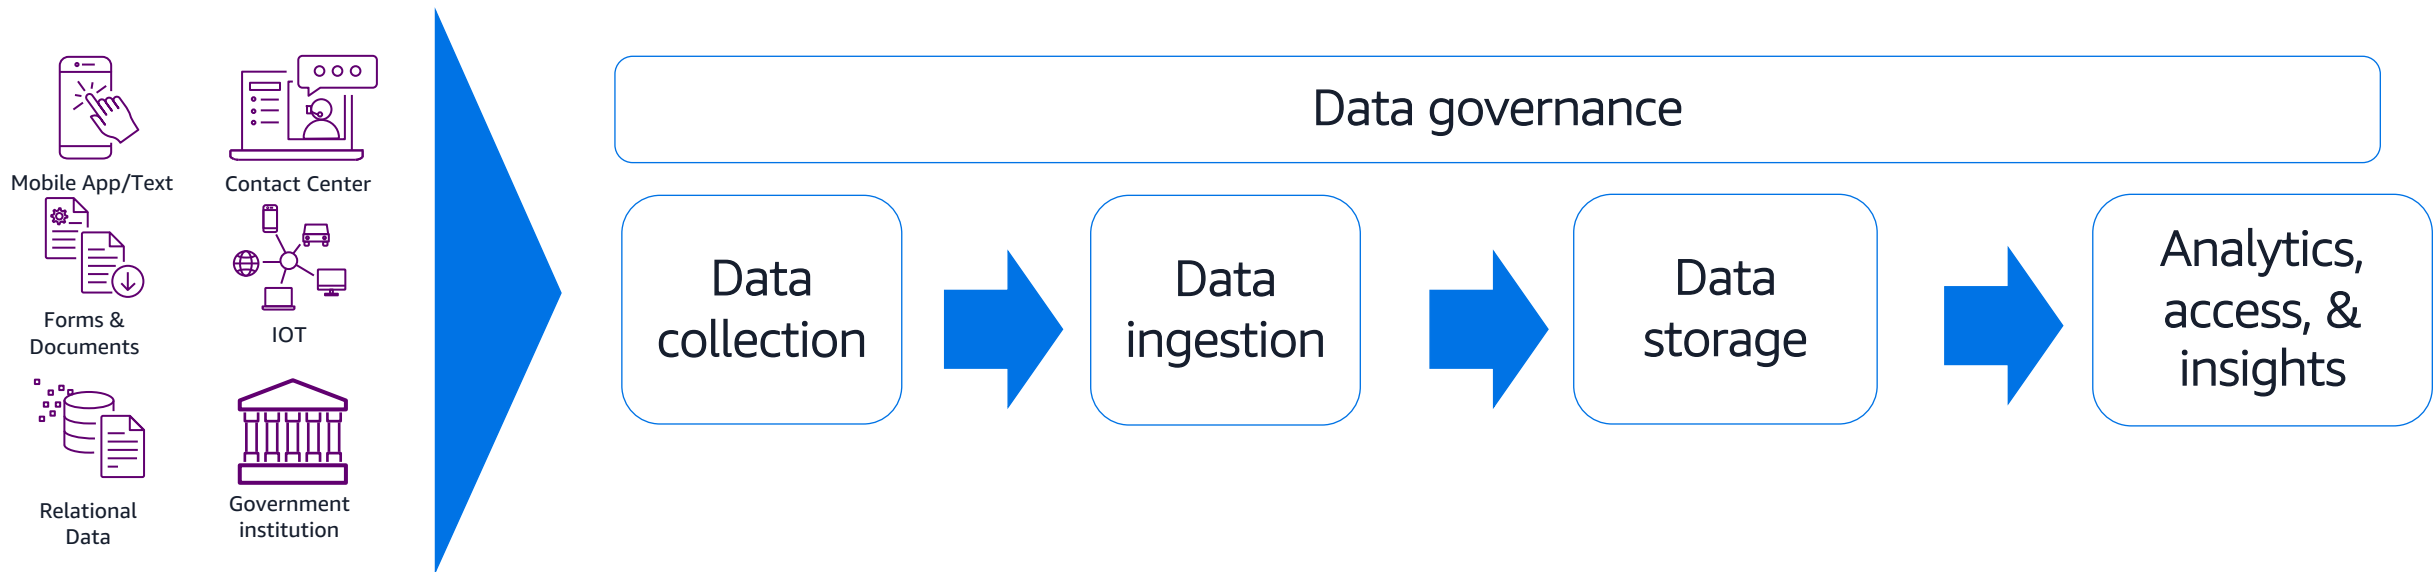 Mobile App/Text
Contact Center
Forms &
Documents
IOT
Relational
Data
Government
institution
Data governance
Data
collection
Data
ingestion
Data
storage
Analytics,
access, &
insights